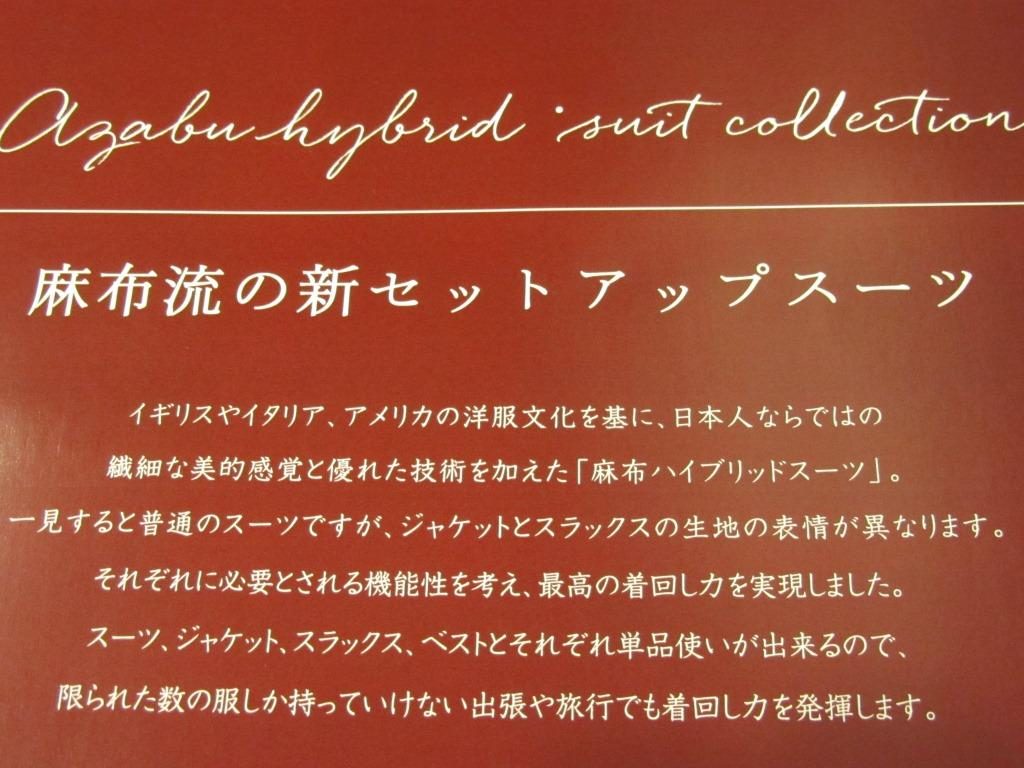 Azabu hybrid suit collection
麻布流の新セットアップスーツ
イギリスやイタリア、アメリカの洋服文化を基に、日本人ならではの
繊細な美的感覚と優れた技術を加えた「麻布ハイブリッドスーツ」。
一見すると普通のスーツですが、ジャケットとスラックスの生地の表情が異なります。
それぞれに必要とされる機能性を考え、最高の着回し力を実現しました。
スーツ、ジャケット、スラックス、ベストとそれぞれ単品使いが出来るので、
限られた数の服しか持っていけない出張や旅行でも着回し力を発揮します。